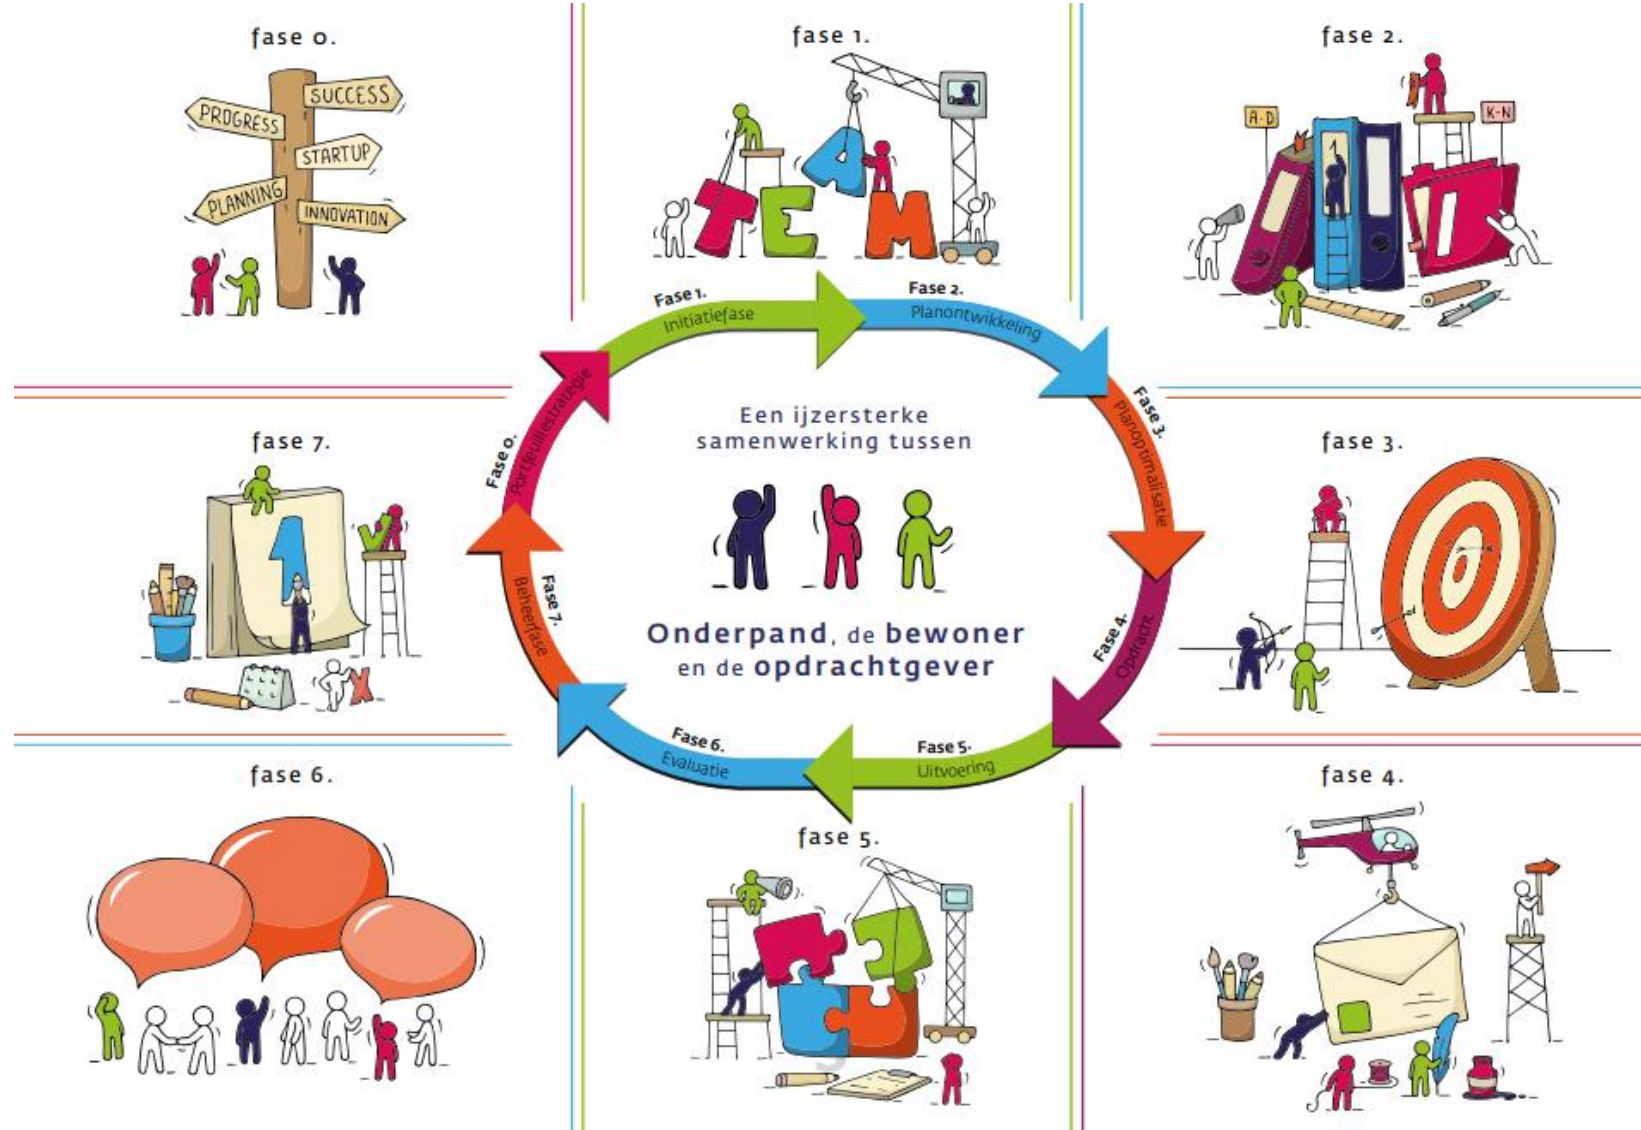 fase 0.
PROGRESS
SUCCESS
STARTUP
PLANNING
INNOVATION
fase 1.
T E A M
fase 2.
A-D
K-N
1
Fase 1.
Initiatiefase
Fase 2.
Planontwikkeling
Fase 3.
Planoptimalisatie
Fase 4.
Opdracht
Fase 5.
Uitvoering
Fase 6.
Evaluatie
Fase 7.
Beheerfase
Fase 0.
Portfeuillestrategie
Een ijzersterke
samenwerking tussen
Onderpand, de bewoner
en de opdrachtgever
fase 7.
1
fase 3.
fase 6.
fase 5.
fase 4.